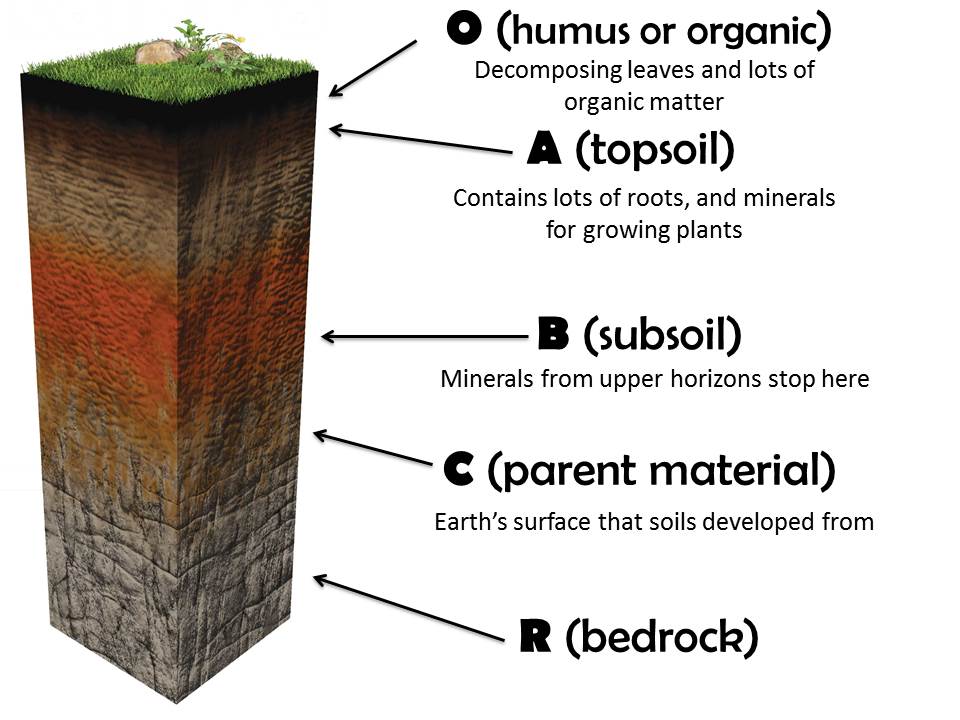 O (humus or organic)
Decomposing leaves and lots of
organic matter
A (topsoil)
Contains lots of roots, and minerals
for growing plants
B (subsoil)
Minerals from upper horizons stop here
C (parent material)
Earth’s surface that soils developed from
R (bedrock)